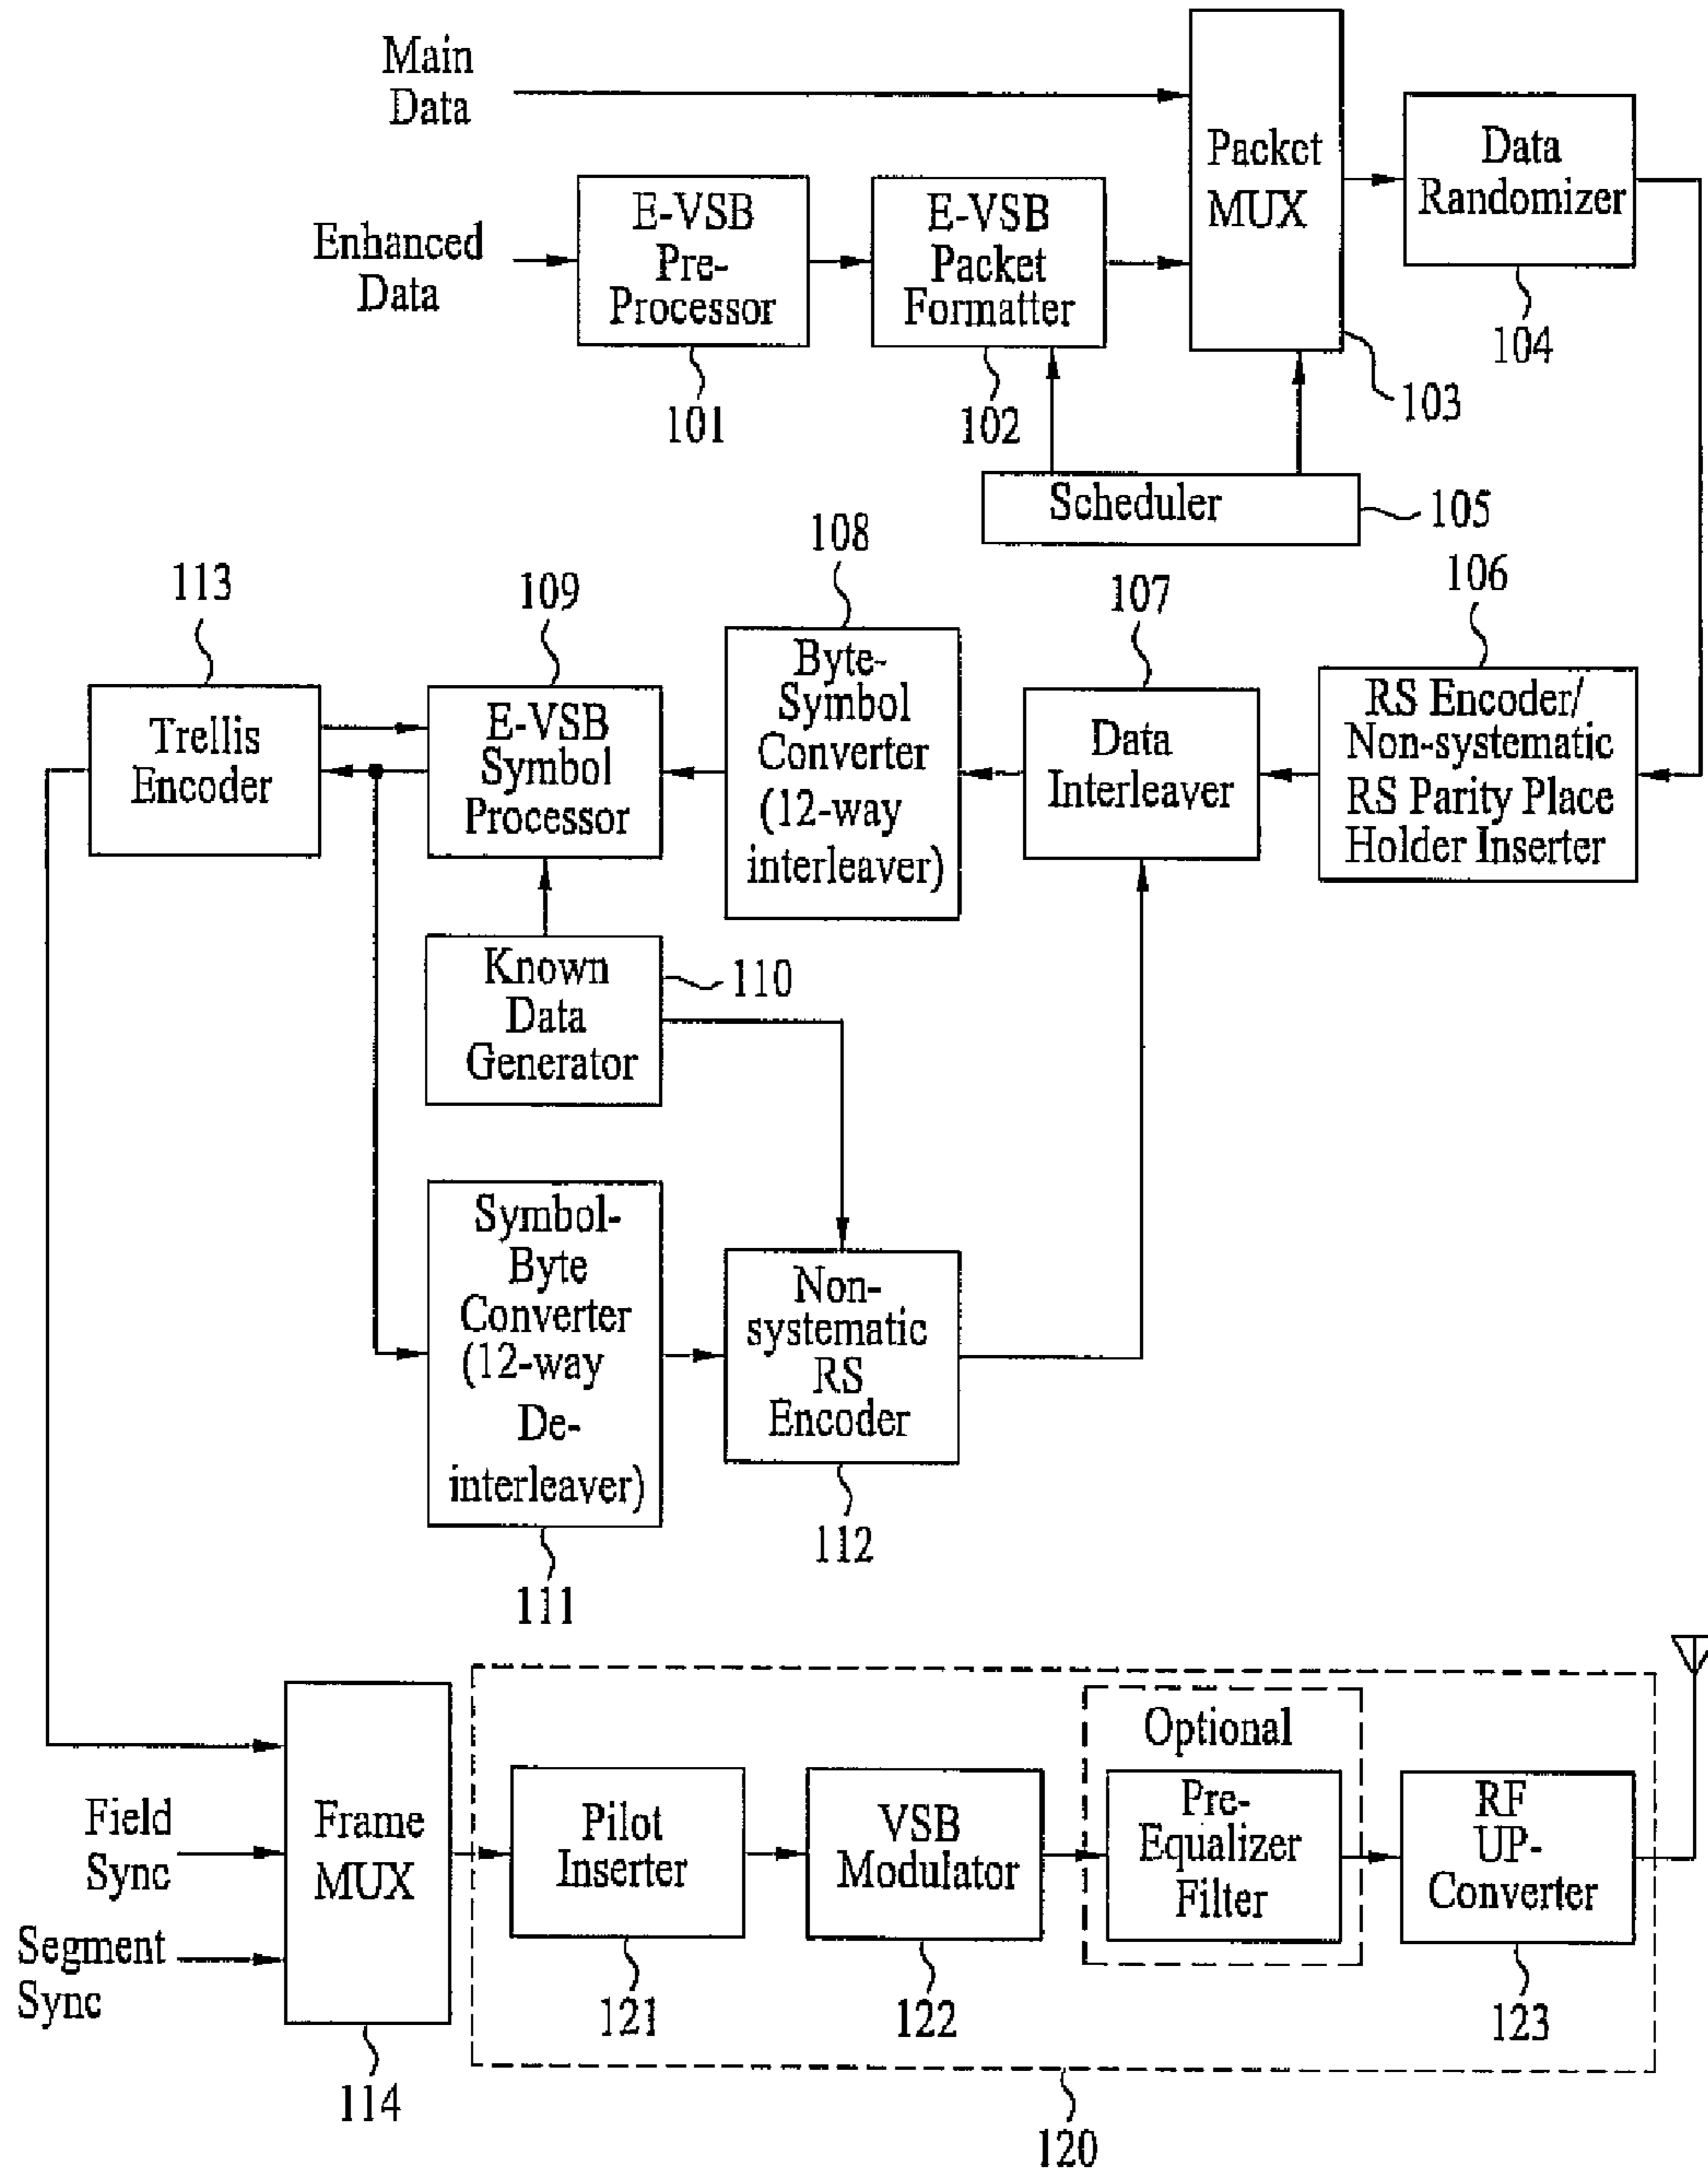 Main
Data
Enhanced
Data
E-VSB
Pre-
Processor
101
E-VSB
Packet
Formatter
102
Packet
MUX
103
Data
Randomizer
104
Scheduler
105
113
Trellis
Encoder
109
E-VSB
Symbol
Processor
108
Byte-
Symbol
Converter
(12-way
interleaver)
107
Data
Interleaver
106
RS Encoder/
Non-systematic
RS Parity Place
Holder Inserter
Known
Data
Generator
110
Symbol-
Byte
Converter
(12-way
De-
interleaver)
111
Non-
systematic
RS
Encoder
112
Field
Sync
Segment
Sync
Frame
MUX
114
Pilot
Inserter
121
VSB
Modulator
122
Optional
Pre-
Equalizer
Filter
RF
UP-
Converter
123
120